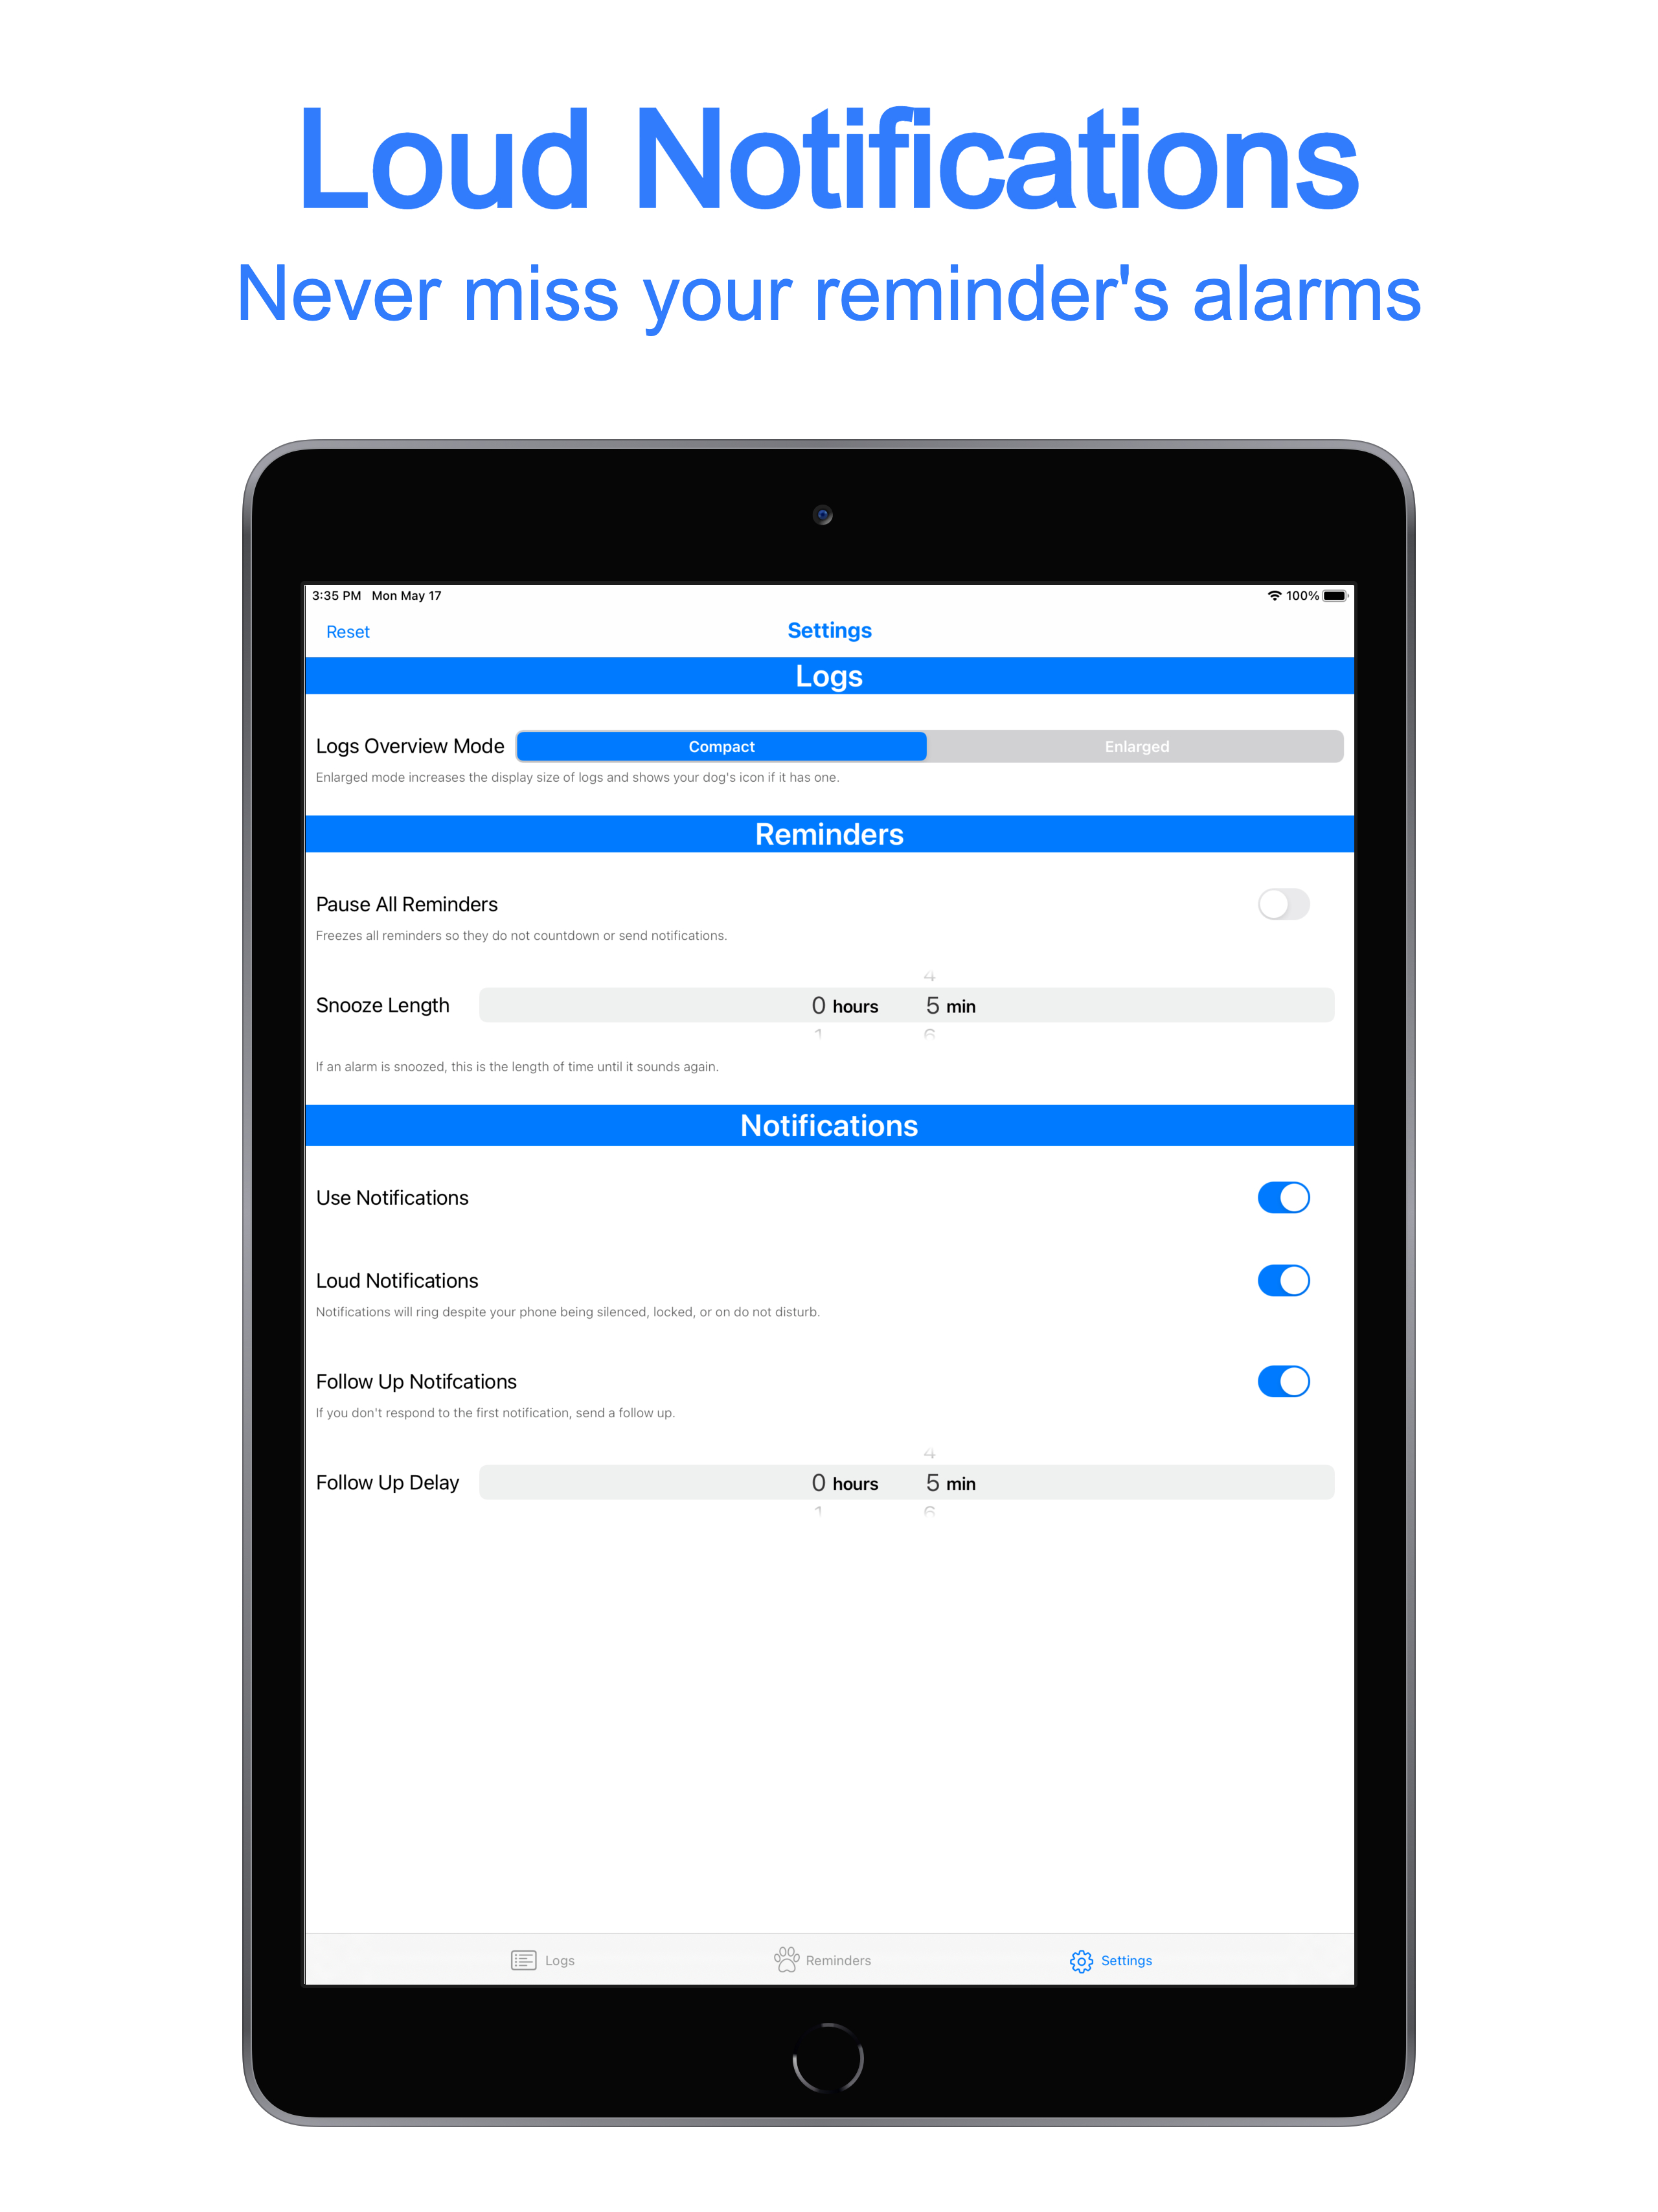 Loud Notifications
Never miss your reminder's alarms
3:35 PM Mon May 17 100%
Reset Settings
Logs
Logs Overview Mode Compact Enlarged
Enlarged mode increases the display size of logs and shows your dog's icon if it has one.
Reminders
Pause All Reminders
Freezes all reminders so they do not countdown or send notifications.
4
Snooze Length 0 hours 5 min
1 6
If an alarm is snoozed, this is the length of time until it sounds again.
Notifications
Use Notifications
Loud Notifications
Notifications will ring despite your phone being silenced, locked, or on do not disturb.
Follow Up Notifcations
If you don't respond to the first notification, send a follow up.
4
Follow Up Delay 0 hours 5 min
1 6
Logs Reminders Settings